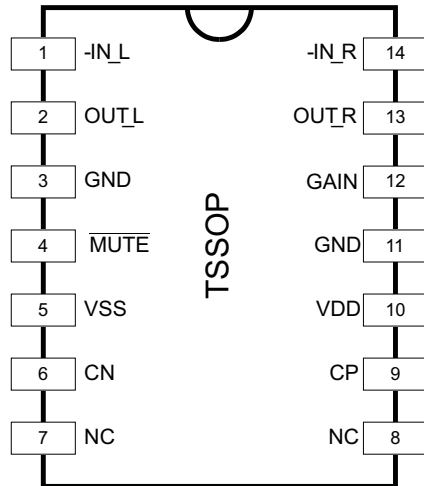 1 -IN_L -IN_R 14
2 OUT_L OUT_R 13
3 GND GAIN 12
4 M̅U̅T̅E̅ GND 11
5 VSS VDD 10
6 CN CP 9
7 NC NC 8
TSSOP